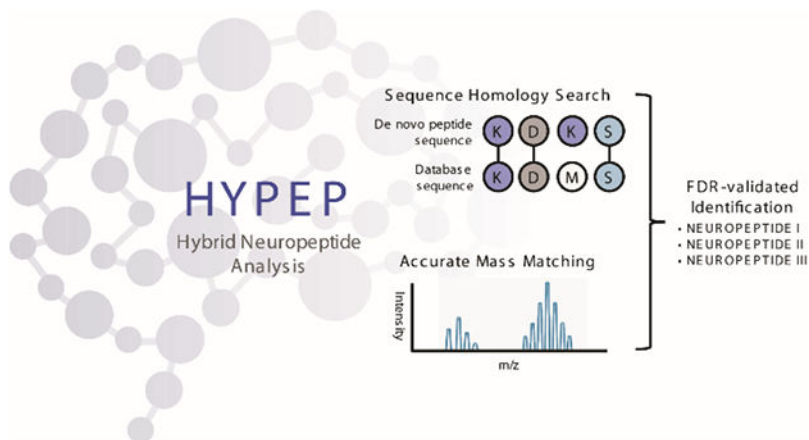 HYPEP
Hybrid Neuropeptide
Analysis
Sequence Homology Search
De novo peptide
sequence
K D K S
Database
sequence
K D M S
Accurate Mass Matching
Intensity
m/z
FDR-validated
Identification
• NEUROPEPTIDE I
• NEUROPEPTIDE II
• NEUROPEPTIDE III